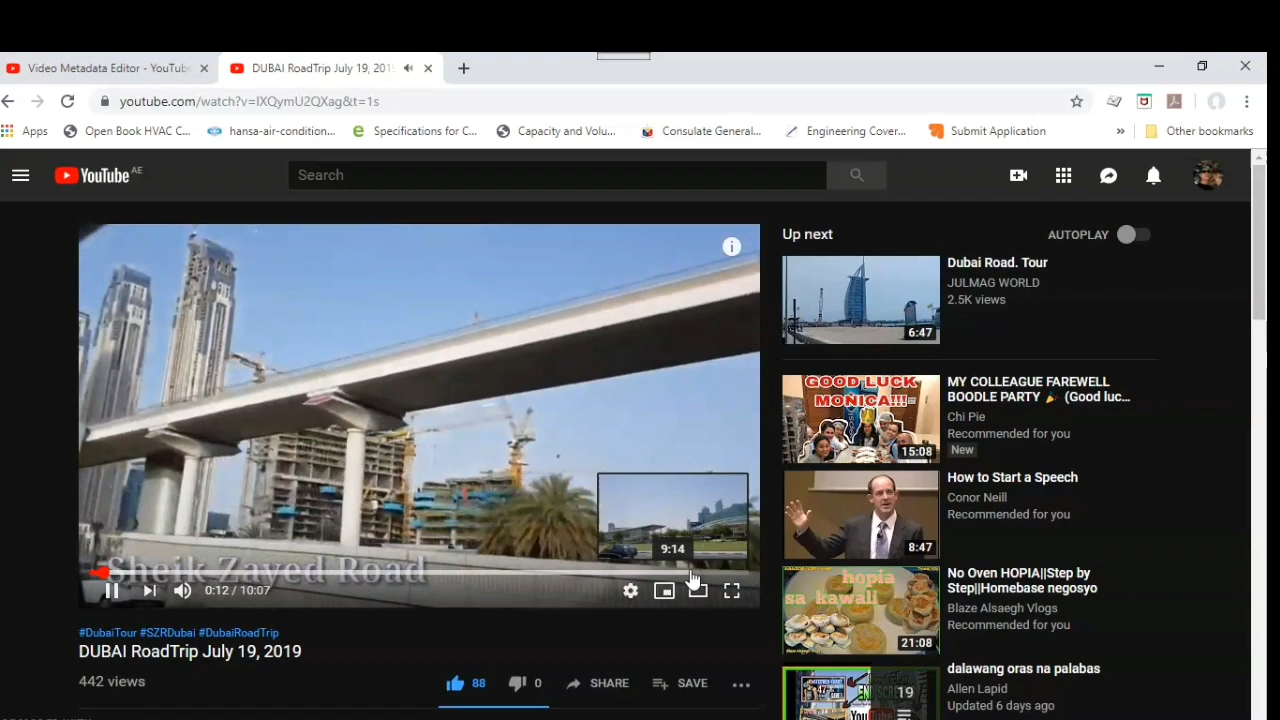 Video Metadata Editor - YouTube
DUBAI RoadTrip July 19, 201
youtube.com/watch?v=IXQymU2QXag&t=1s
Apps
Open Book HVAC C...
hansa-air-condition...
Specifications for C...
Capacity and Volu...
Consulate General...
Engineering Cover...
Submit Application
»
Other bookmarks
YouTube AE
Search
Up next
AUTOPLAY
Dubai Road. Tour
JULMAG WORLD
2.5K views
6:47
GOOD LUCK
MONICA!!!
15:08
MY COLLEAGUE FAREWELL
BOODLE PARTY 🎉 (Good luc...
Chi Pie
Recommended for you
New
How to Start a Speech
Conor Neill
Recommended for you
8:47
hopia
sa kawali
21:08
No Oven HOPIA||Step by
Step||Homebase negosyo
Blaze Alsaegh Vlogs
Recommended for you
dalawang oras na palabas
Allen Lapid
Updated 6 days ago
19
9:14
Sheik Zayed Road
0:12 / 10:07
#DubaiTour #SZRDubai #DubaiRoadTrip
DUBAI RoadTrip July 19, 2019
442 views
88
0
SHARE
SAVE